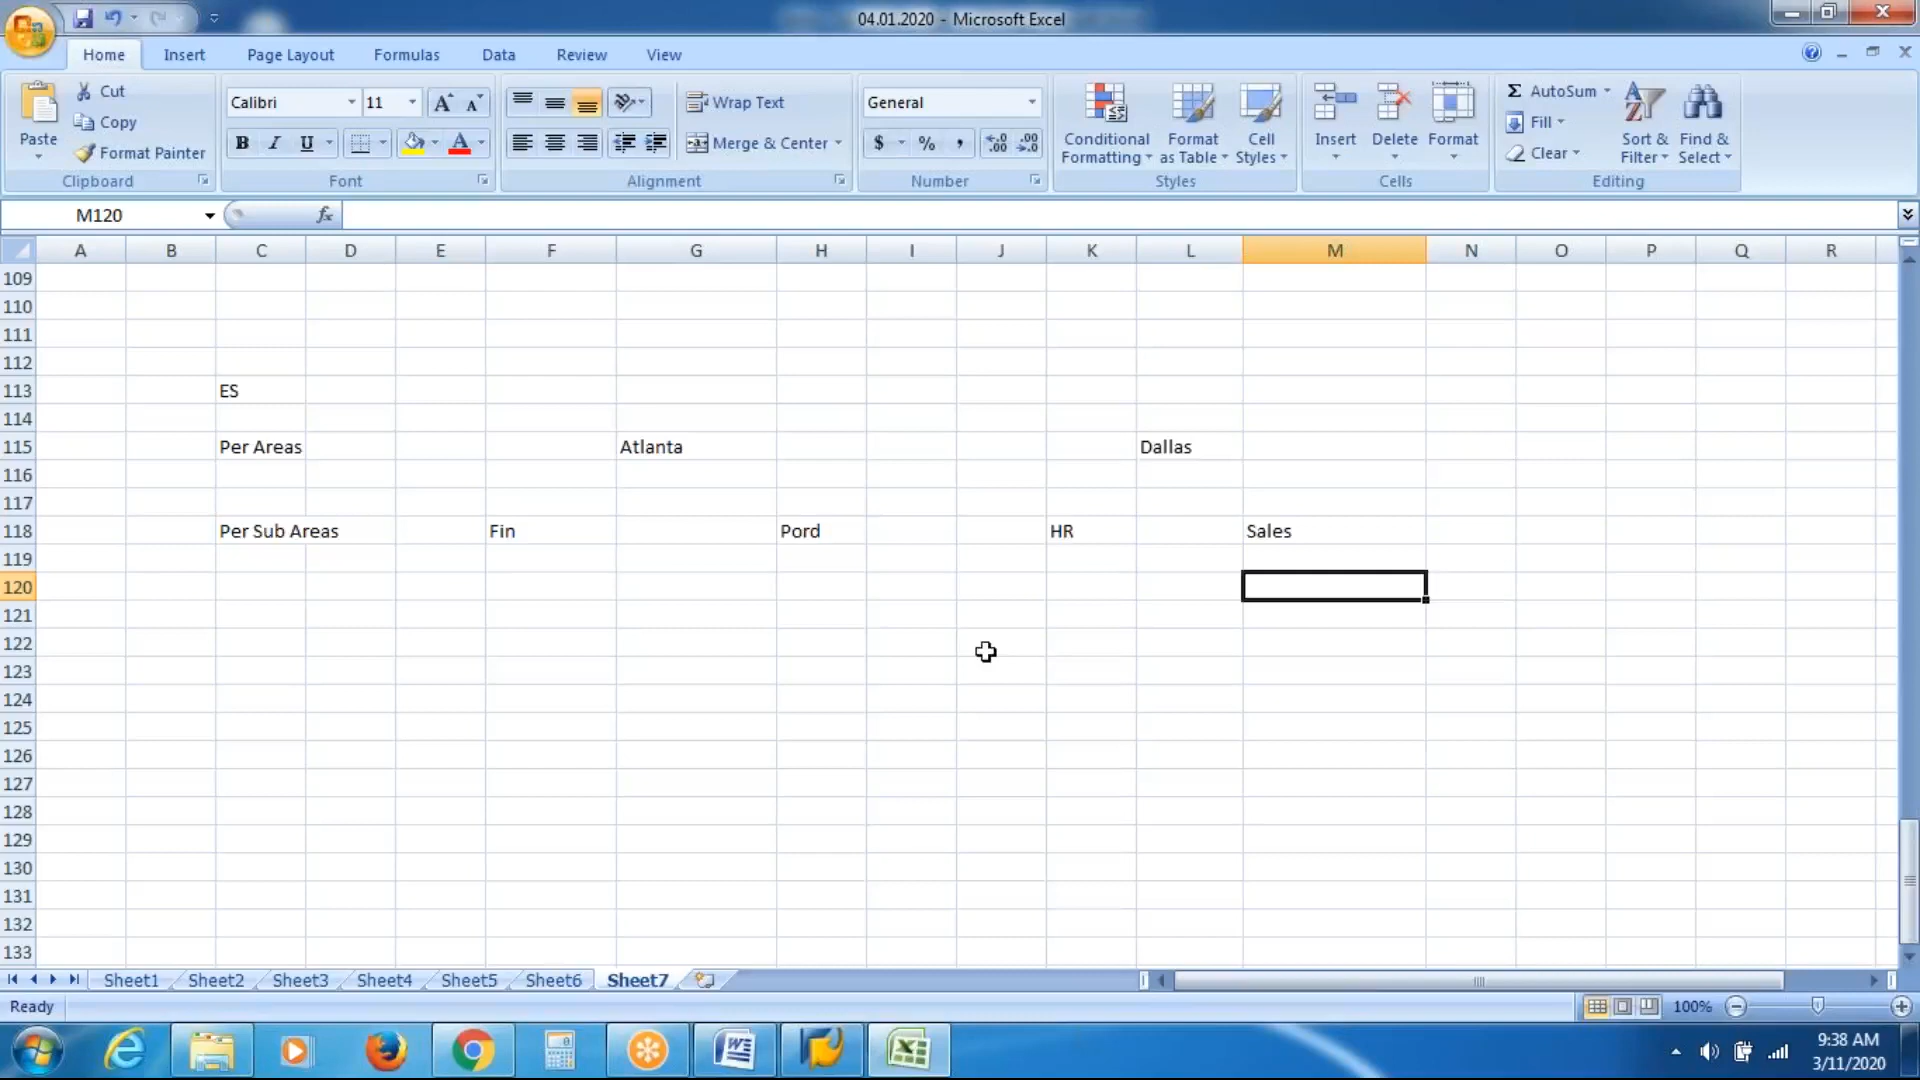 04.01.2020 - Microsoft Excel
Home Insert Page Layout Formulas Data Review View
Paste
Cut
Copy
Format Painter
Clipboard
Calibri 11
B I U
Font
Wrap Text
Merge & Center
Alignment
General
$ % , .00 .00
Number
Conditional Formatting
Format as Table
Cell Styles
Styles
Insert Delete Format
Cells
Σ AutoSum
Fill
Clear
Sort & Filter
Find & Select
Editing
M120 fx
A B C D E F G H I J K L M N O P Q R
109
110
111
112
113 ES
114
115 Per Areas Atlanta Dallas
116
117
118 Per Sub Areas Fin Pord HR Sales
119
120
121
122
123
124
125
126
127
128
129
130
131
132
133
Sheet1 Sheet2 Sheet3 Sheet4 Sheet5 Sheet6 Sheet7
Ready 100%
9:38 AM
3/11/2020